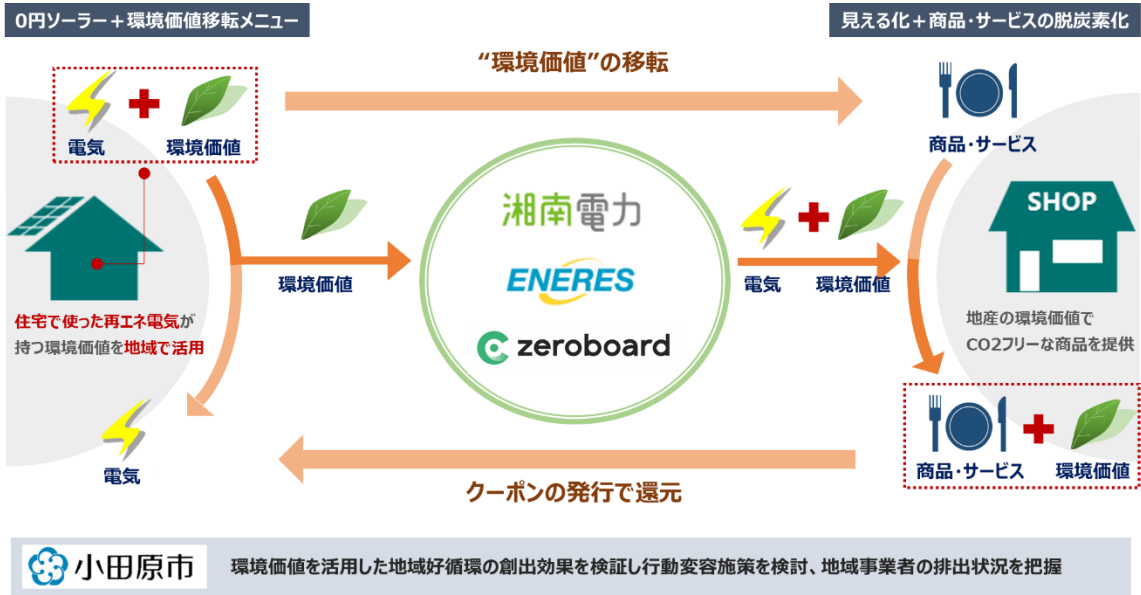 0円ソーラー＋環境価値移転メニュー
見える化＋商品・サービスの脱炭素化
“環境価値”の移転
電気
環境価値
商品・サービス
湘南電力
SHOP
環境価値
ENERES
電気
環境価値
住宅で使った再エネ電気が
持つ環境価値を地域で活用
zeroboard
地産の環境価値で
CO2フリーな商品を提供
電気
商品・サービス
環境価値
クーポンの発行で還元
小田原市
環境価値を活用した地域好循環の創出効果を検証し行動変容施策を検討、地域事業者の排出状況を把握